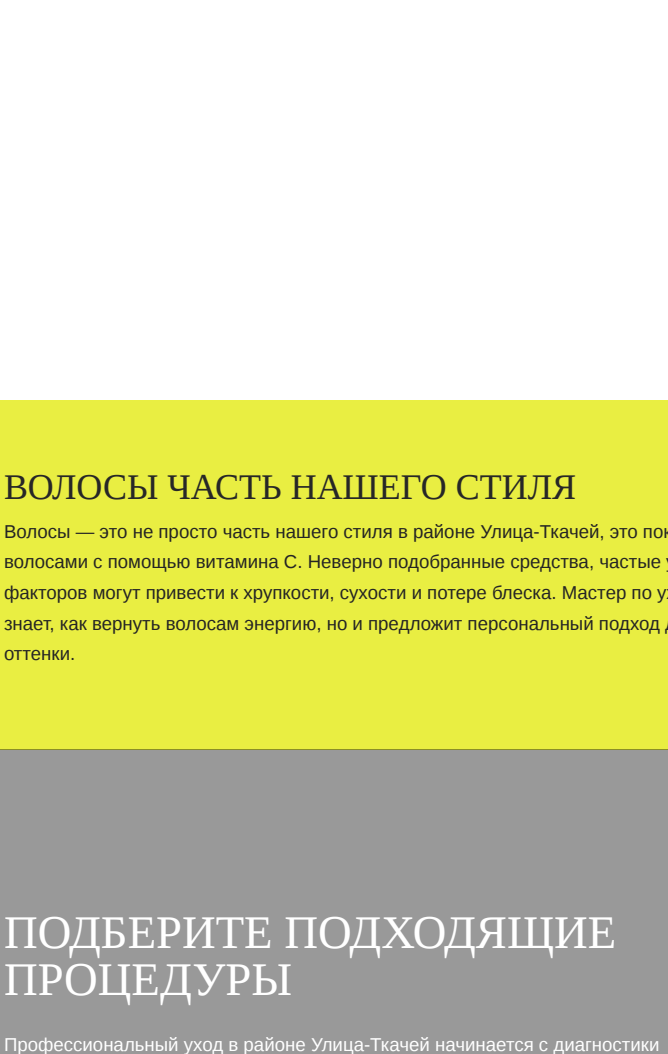 ВОЛОСЫ ЧАСТЬ НАШЕГО СТИЛЯ
Волосы — это не просто часть нашего стиля в районе Улица-Ткачей, это
волосами с помощью витамина С. Неверно подобранные средства, частые
факторов могут привести к хрупкости, сухости и потере блеска. Мастер по
знает, как вернуть волосам энергию, но и предложит персональный подход
оттенки.
ПОДБЕРИТЕ ПОДХОДЯЩИЕ
ПРОЦЕДУРЫ
Профессиональный уход в районе Улица-Ткачей начинается с диагностики